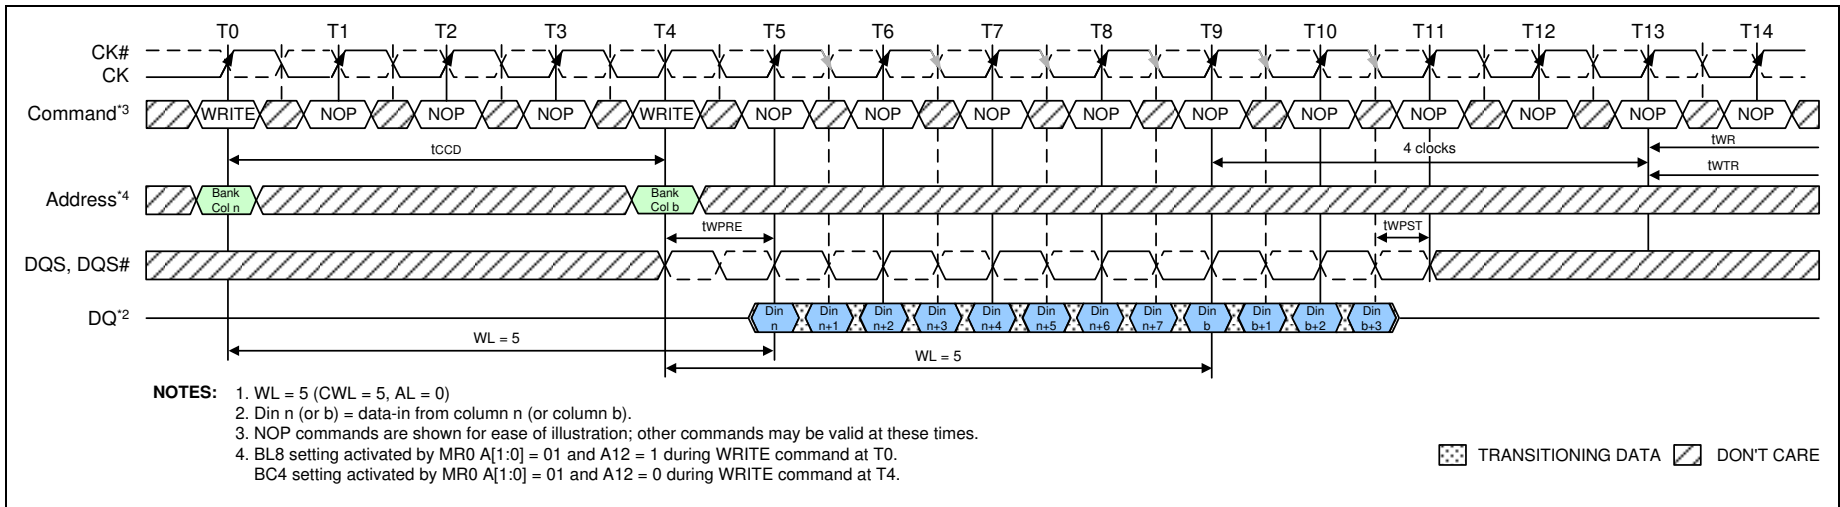 T0 T1 T2 T3 T4 T5 T6 T7 T8 T9 T10 T11 T12 T13 T14
CK#
CK
Command*3 WRITE NOP NOP NOP WRITE NOP NOP NOP NOP NOP NOP NOP NOP NOP NOP
tCCD 4 clocks tWR
tWTR
Address*4 Bank Col n Bank Col b
tWPRE tWPST
DQS, DQS#
DQ*2 Din n Din n+1 Din n+2 Din n+3 Din n+4 Din n+5 Din n+6 Din n+7 Din b Din b+1 Din b+2 Din b+3
WL = 5
WL = 5
NOTES: 1. WL = 5 (CWL = 5, AL = 0)
2. Din n (or b) = data-in from column n (or column b).
3. NOP commands are shown for ease of illustration; other commands may be valid at these times.
4. BL8 setting activated by MR0 A[1:0] = 01 and A12 = 1 during WRITE command at T0.
BC4 setting activated by MR0 A[1:0] = 01 and A12 = 0 during WRITE command at T4.
TRANSITIONING DATA DON'T CARE